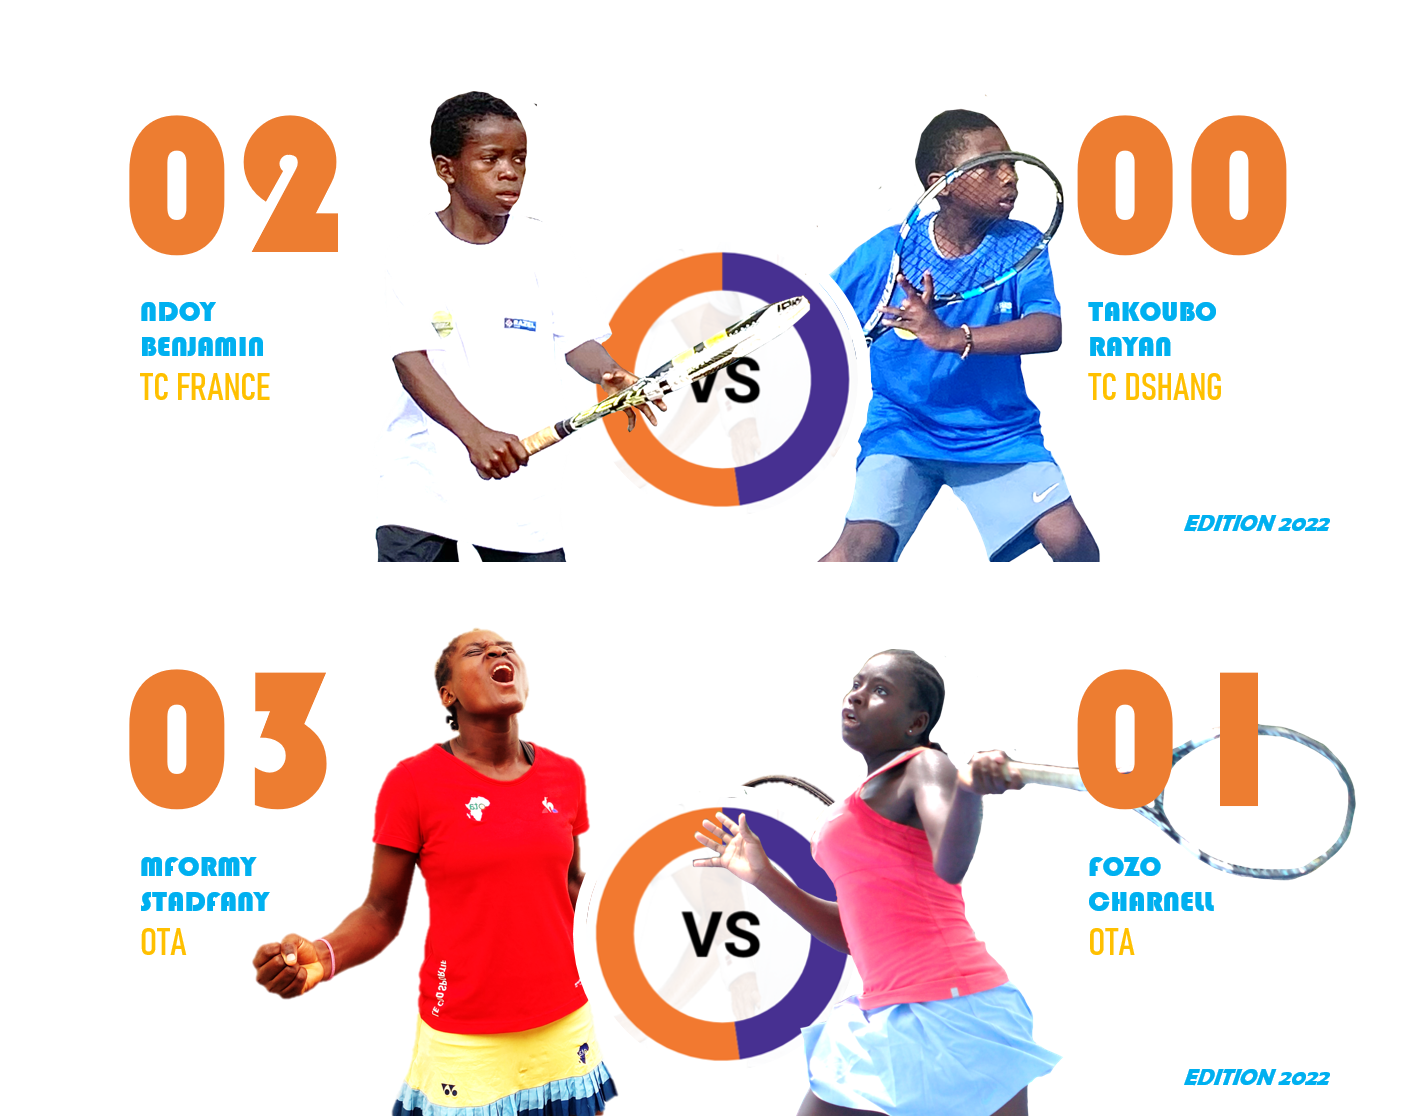 02
00
NDOY
BENJAMIN
TC FRANCE
VS
TAKOUBO
RAYAN
TC DSHANG
EDITION 2022
03
01
MFORMY
STADFANY
OTA
VS
FOZO
CHARNELL
OTA
EDITION 2022